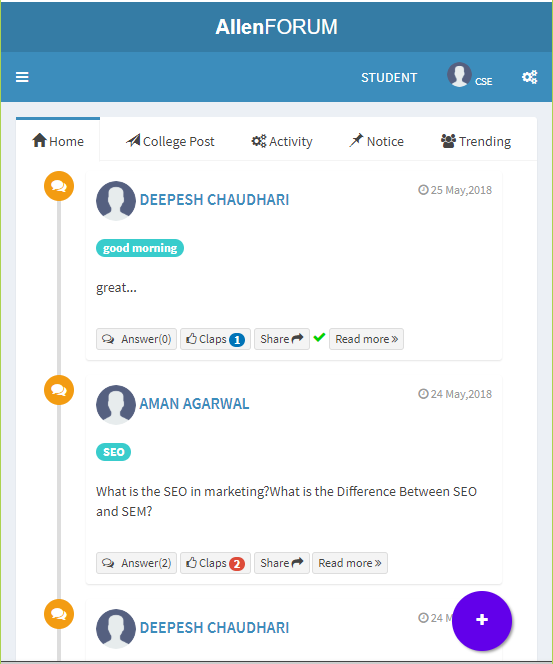 AllenFORUM
STUDENT CSE
Home College Post Activity Notice Trending
DEEPESH CHAUDHARI 25 May,2018
good morning
great...
Answer(0) Claps 1 Share Read more »
AMAN AGARWAL 24 May,2018
SEO
What is the SEO in marketing?What is the Difference Between SEO
and SEM?
Answer(2) Claps 2 Share Read more »
DEEPESH CHAUDHARI 24
+